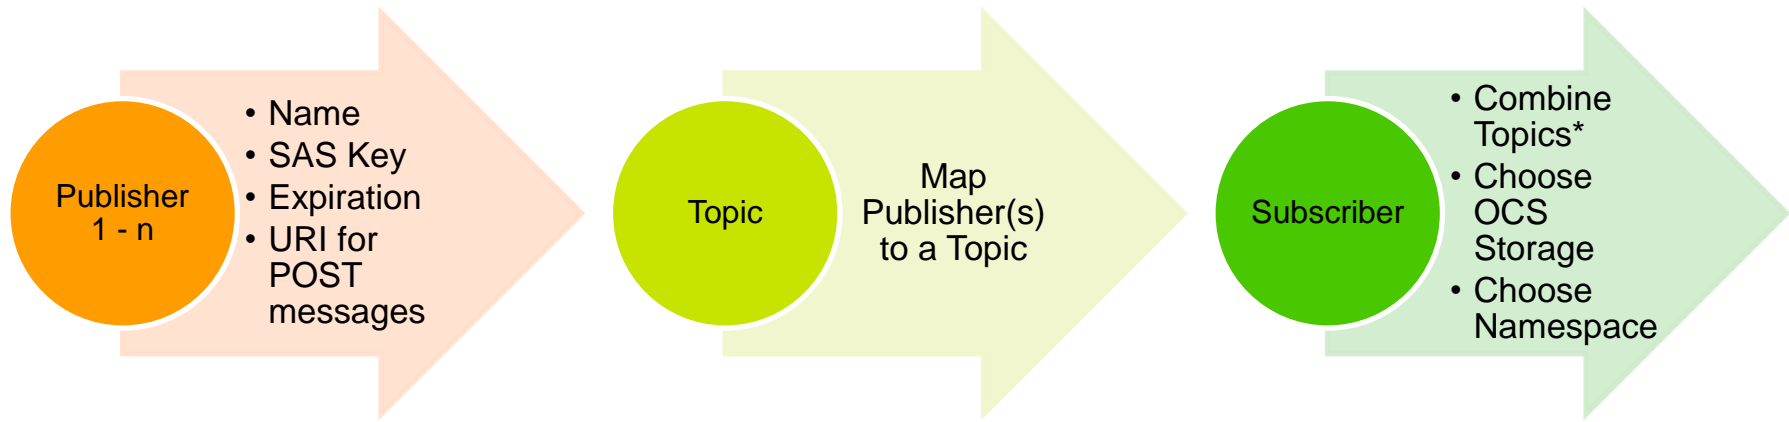 Publisher
1 - n
• Name
• SAS Key
• Expiration
• URI for
POST
messages
Topic
Map
Publisher(s)
to a Topic
Subscriber
• Combine
Topics*
• Choose
OCS
Storage
• Choose
Namespace